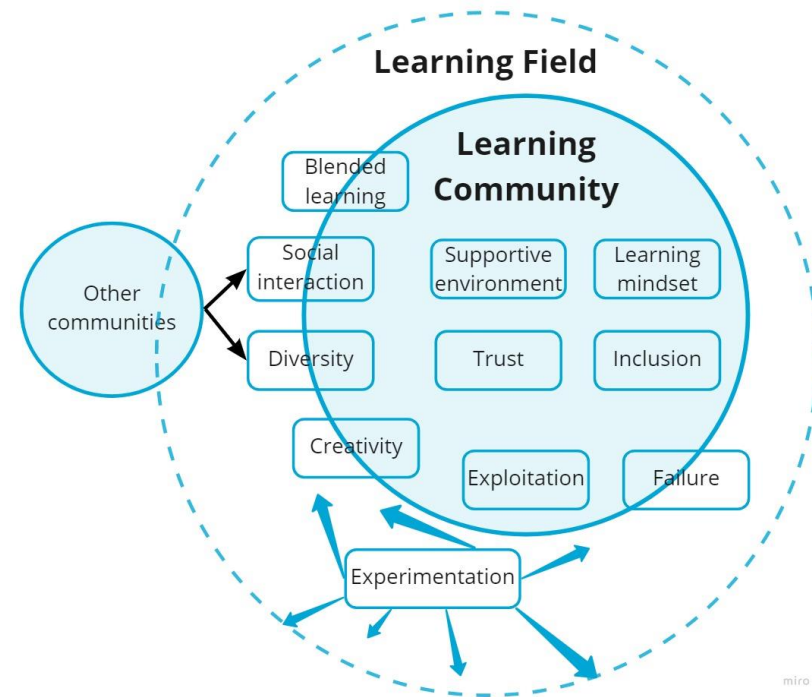 Learning Field
Learning
Community
Blended
learning
Social
interaction
Supportive
environment
Learning
mindset
Other
communities
Diversity
Trust
Inclusion
Creativity
Exploitation
Failure
Experimentation
miro